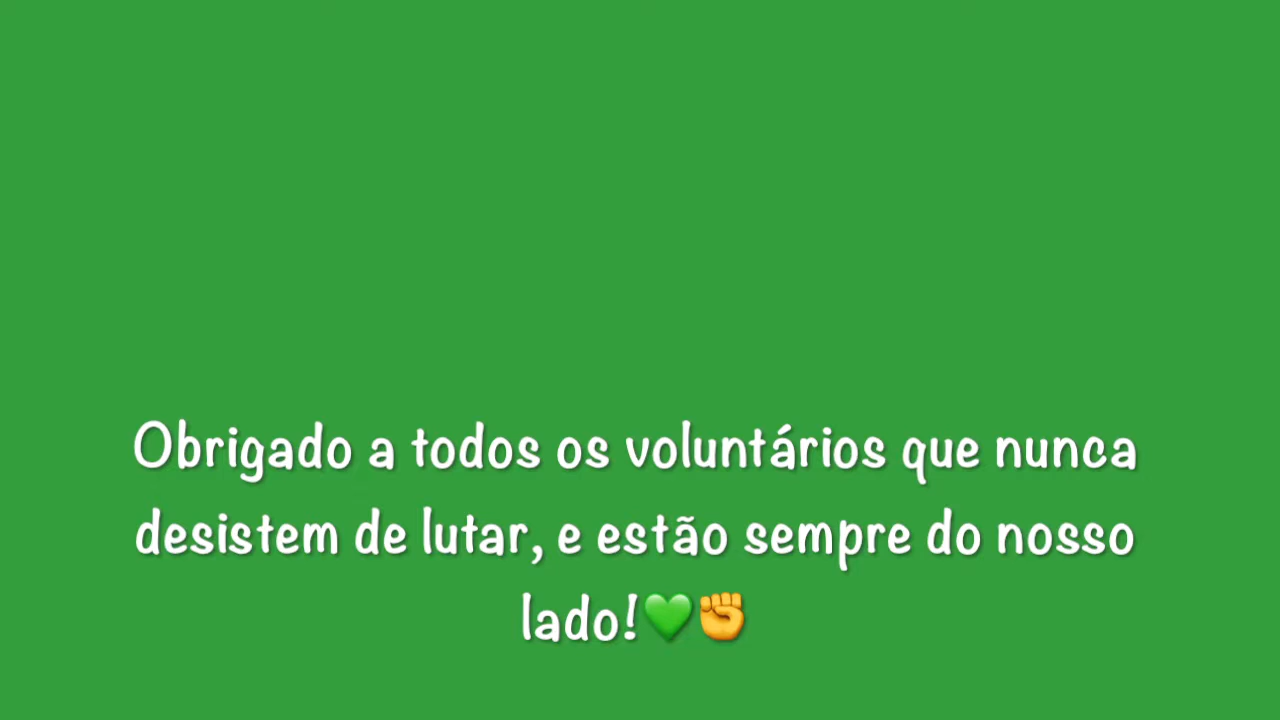 Obrigado a todos os voluntários que nunca
desistem de lutar, e estão sempre do nosso
lado!💚✊